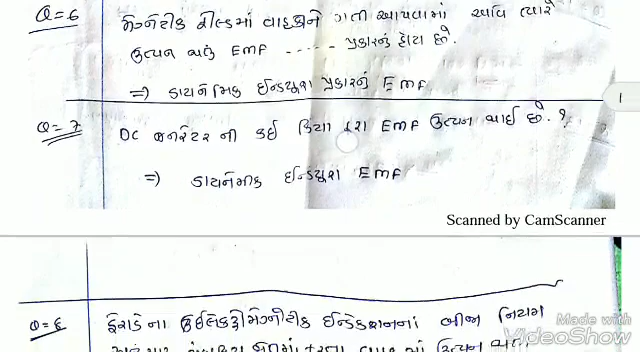 Q=6 મેગ્નેટીક ફીલ્ડમાં વાહકને ગતી આપવામાં આવે ત્યારે
ઉત્પન થતું EMF ----- પ્રકારનું હોય છે.
⇒ ડાયનેમિક ઈન્ડયુસ પ્રકારનું EMF
Q=7 DC જનરેટર ની કઈ ક્રિયા દ્વારા EMF ઉત્પન થાઈ છે.?
⇒ ડાયનેમીક ઈન્ડયુસ EMF
1
Scanned by CamScanner
Q=8 ફેરાડે ના ઈલેક્ટ્રોમેગ્નેટીક ઈન્ડેકશનનાં બીજા નિયમ
Made with
VideoShow